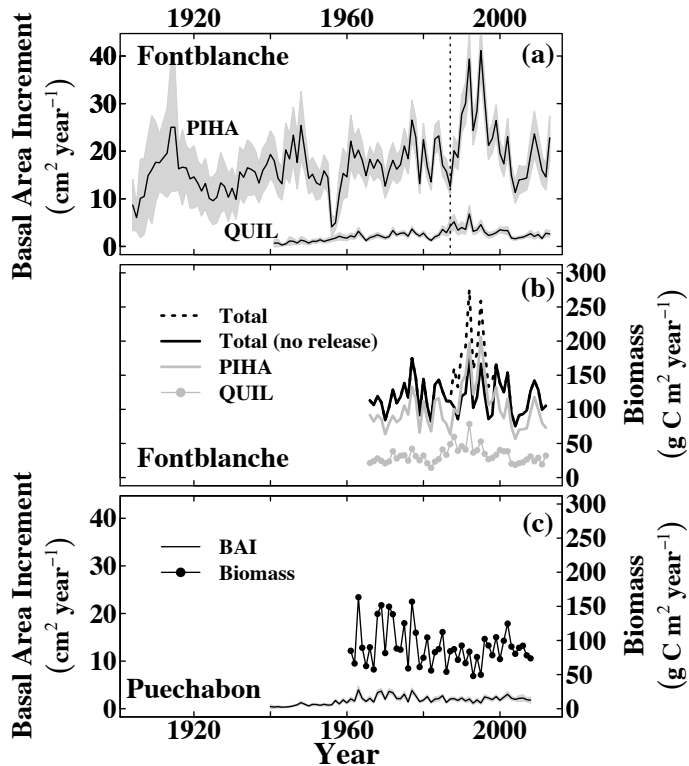 1920 1960 2000
Fontblanche (a)
PIHA
QUIL
Basal Area Increment
(cm² year⁻¹)
40
30
20
10
0
(b)
Total
Total (no release)
PIHA
QUIL
Fontblanche
300
250
200
150
100
50
0
Biomass
(g C m² year⁻¹)
(c)
BAI
Biomass
Puechabon
Basal Area Increment
(cm² year⁻¹)
40
30
20
10
0
300
250
200
150
100
50
0
Biomass
(g C m² year⁻¹)
1920 1960 2000
Year